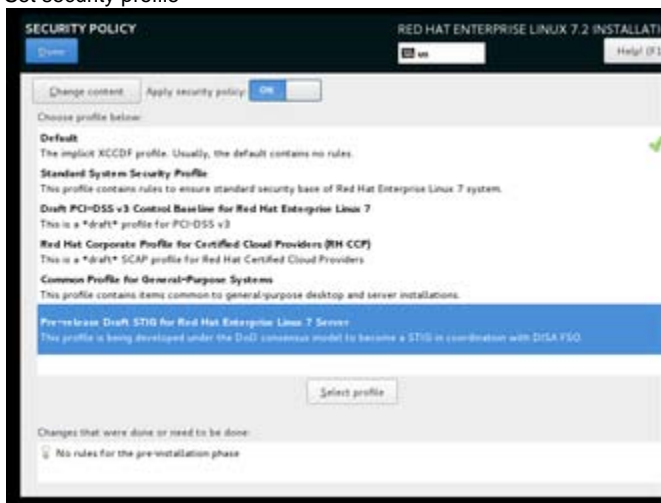 Set security profile
SECURITY POLICY
RED HAT ENTERPRISE LINUX 7.2 INSTALLATI
Done
us
Help! (F1
Change content
Apply security policy:
ON
Choose profile below:
Default
The implicit XCCDF profile. Usually, the default contains no rules.
Standard System Security Profile
This profile contains rules to ensure standard security base of Red Hat Enterprise Linux 7 system.
Draft PCI-DSS v3 Control Baseline for Red Hat Enterprise Linux 7
This is a *draft* profile for PCI-DSS v3
Red Hat Corporate Profile for Certified Cloud Providers (RH CCP)
This is a *draft* SCAP profile for Red Hat Certified Cloud Providers
Common Profile for General-Purpose Systems
This profile contains items common to general-purpose desktop and server installations.
Pre-release Draft STIG for Red Hat Enterprise Linux 7 Server
This profile is being developed under the DoD consensus model to become a STIG in coordination with DISA FSO.
Select profile
Changes that were done or need to be done:
No rules for the pre-installation phase